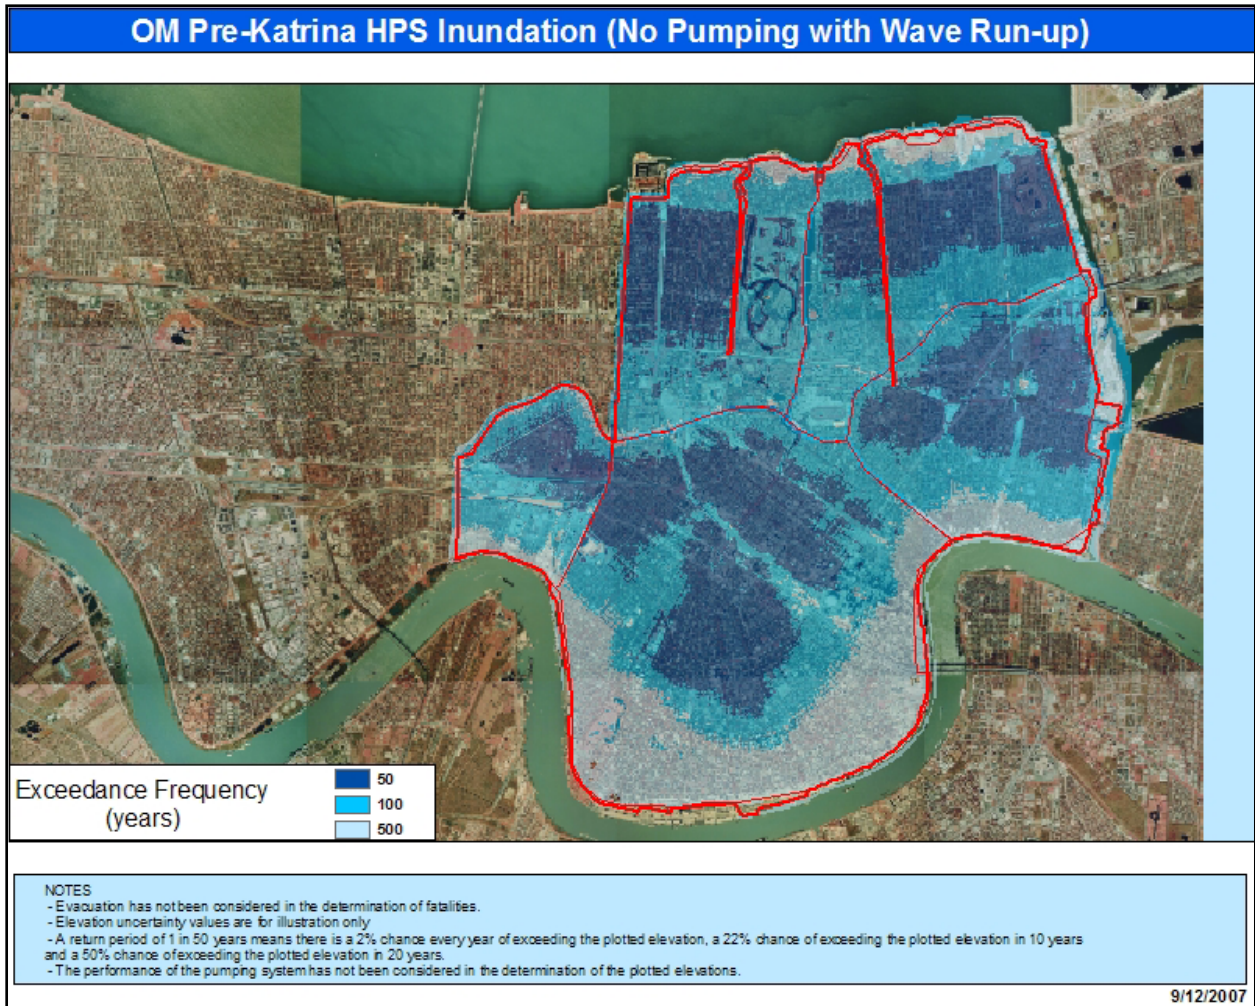 OM Pre-Katrina HPS Inundation (No Pumping with Wave Run-up)
Exceedance Frequency
(years)
50
100
500
NOTES
- Evacuation has not been considered in the determination of fatalities.
- Elevation uncertainty values are for illustration only
- A return period of 1 in 50 years means there is a 2% chance every year of exceeding the plotted elevation, a 22% chance of exceeding the plotted elevation in 10 years
and a 50% chance of exceeding the plotted elevation in 20 years.
- The performance of the pumping system has not been considered in the determination of the plotted elevations.
9/12/2007